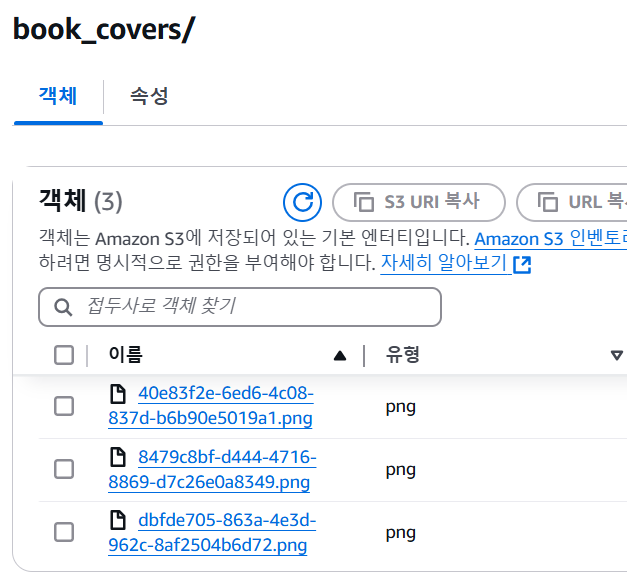 book_covers/
객체
속성
객체 (3)
S3 URI 복사
URL 복
객체는 Amazon S3에 저장되어 있는 기본 엔터티입니다. Amazon S3 인벤토
하려면 명시적으로 권한을 부여해야 합니다. 자세히 알아보기
접두사로 객체 찾기
이름
유형
40e83f2e-6ed6-4c08-
837d-b6b90e5019a1.png
png
8479c8bf-d444-4716-
8869-d7c26e0a8349.png
png
dbfde705-863a-4e3d-
962c-8af2504b6d72.png
png